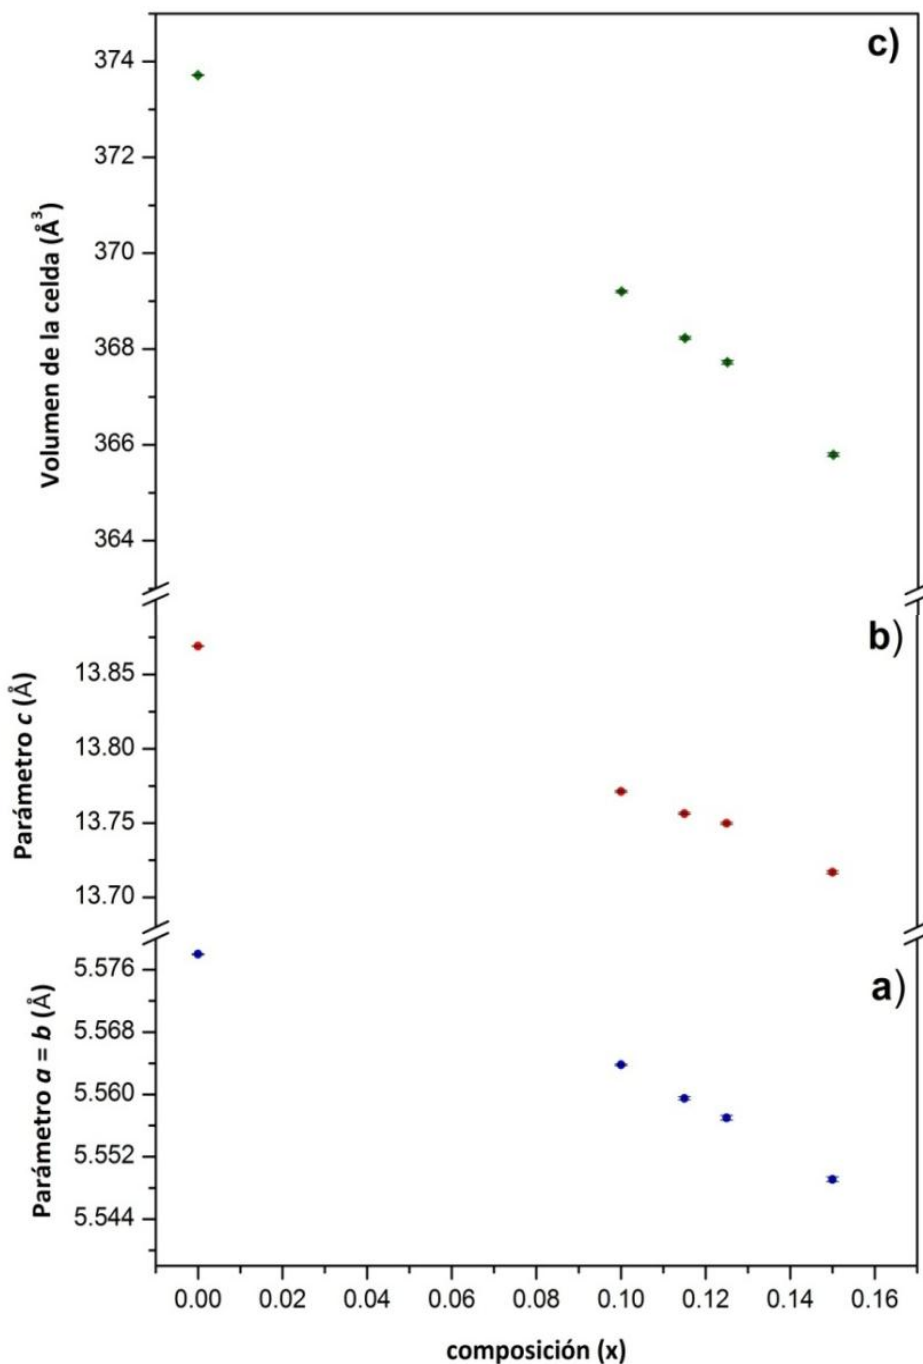 c)
374
372
370
368
366
364
Volumen de la celda (Å³)
b)
13.85
13.80
13.75
13.70
Parámetro c (Å)
a)
5.576
5.568
5.560
5.552
5.544
Parámetro a = b (Å)
0.00 0.02 0.04 0.06 0.08 0.10 0.12 0.14 0.16
composición (x)